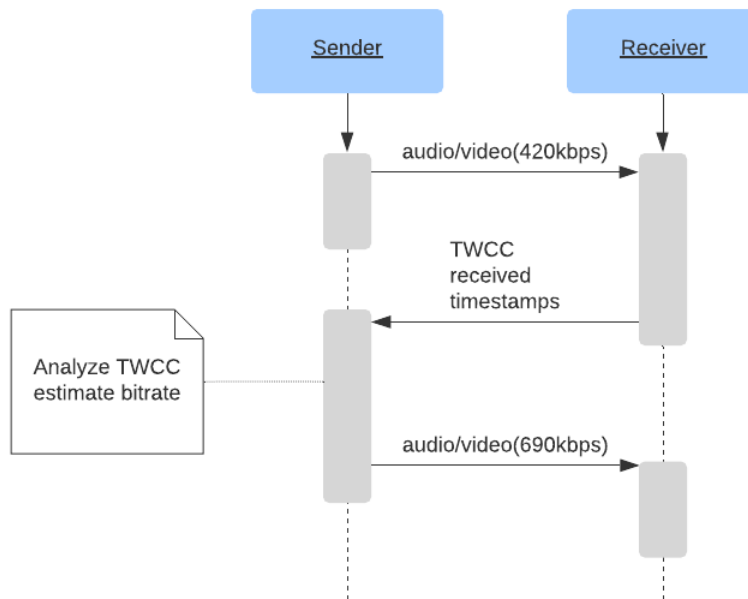 Sender
Receiver
audio/video(420kbps)
TWCC
received
timestamps
Analyze TWCC
estimate bitrate
audio/video(690kbps)